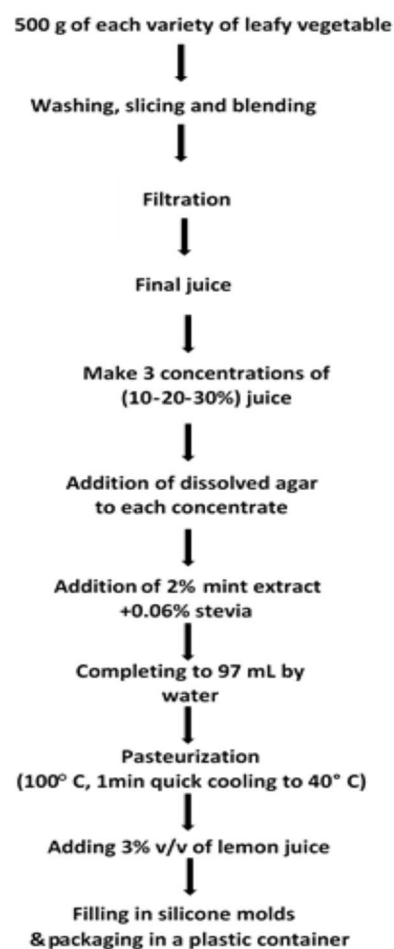 500 g of each variety of leafy vegetable
Washing, slicing and blending
Filtration
Final juice
Make 3 concentrations of
(10-20-30%) juice
Addition of dissolved agar
to each concentrate
Addition of 2% mint extract
+0.06% stevia
Completing to 97 mL by
water
Pasteurization
(100° C, 1min quick cooling to 40° C)
Adding 3% v/v of lemon juice
Filling in silicone molds
&packaging in a plastic container